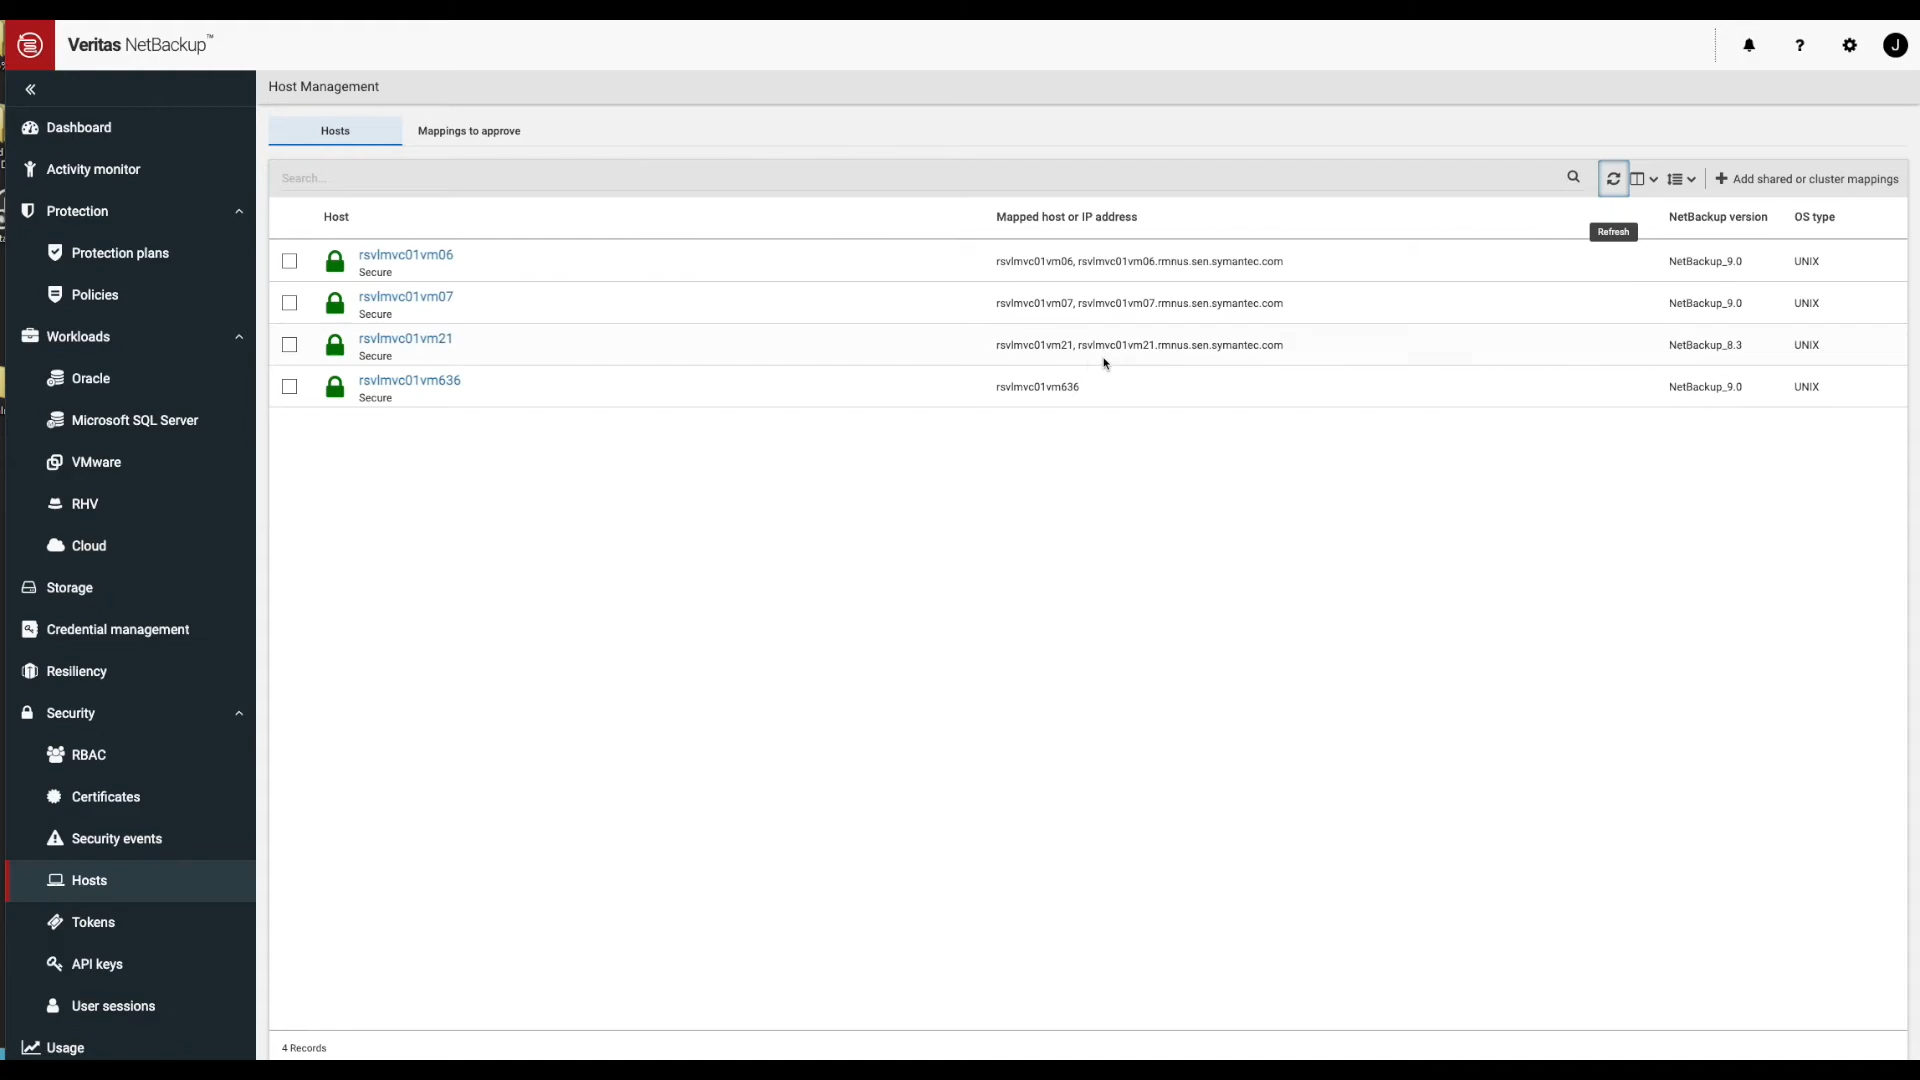 Veritas NetBackup™
J
Host Management
Dashboard
Activity monitor
Protection
Protection plans
Policies
Workloads
Oracle
Microsoft SQL Server
VMware
RHV
Cloud
Storage
Credential management
Resiliency
Security
RBAC
Certificates
Security events
Hosts
Tokens
API keys
User sessions
Usage
Hosts Mappings to approve
Search... Add shared or cluster mappings
Host Mapped host or IP address NetBackup version OS type
Refresh
rsvlmvc01vm06 rsvlmvc01vm06, rsvlmvc01vm06.rmnus.sen.symantec.com NetBackup_9.0 UNIX
Secure
rsvlmvc01vm07 rsvlmvc01vm07, rsvlmvc01vm07.rmnus.sen.symantec.com NetBackup_9.0 UNIX
Secure
rsvlmvc01vm21 rsvlmvc01vm21, rsvlmvc01vm21.rmnus.sen.symantec.com NetBackup_8.3 UNIX
Secure
rsvlmvc01vm636 rsvlmvc01vm636 NetBackup_9.0 UNIX
Secure
4 Records